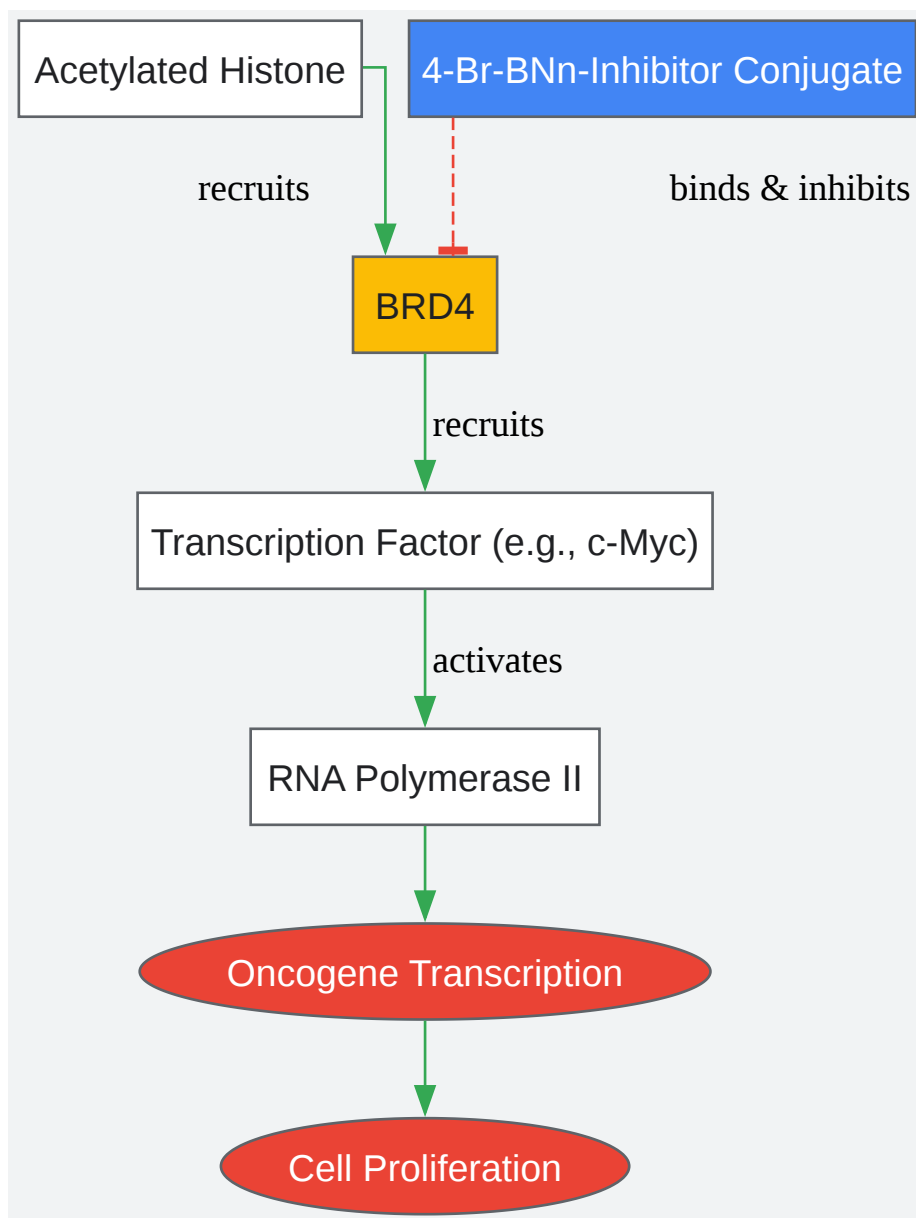 Acetylated Histone
4-Br-BNn-Inhibitor Conjugate
recruits
binds & inhibits
BRD4
recruits
Transcription Factor (e.g., c-Myc)
activates
RNA Polymerase II
Oncogene Transcription
Cell Proliferation